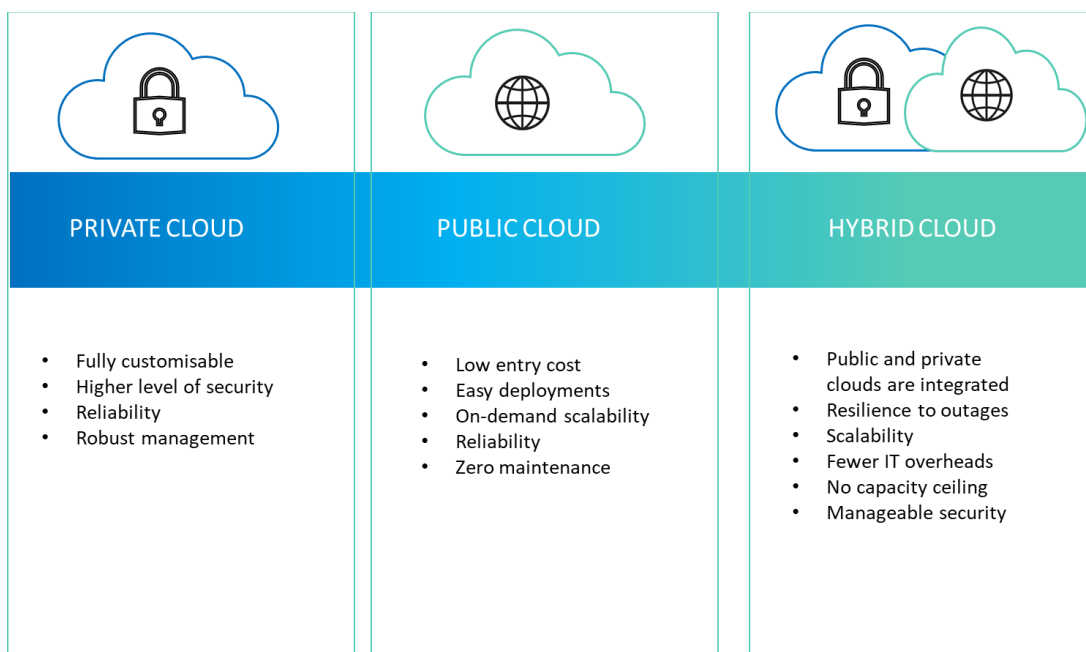 PRIVATE CLOUD
• Fully customisable
• Higher level of security
• Reliability
• Robust management
PUBLIC CLOUD
• Low entry cost
• Easy deployments
• On-demand scalability
• Reliability
• Zero maintenance
HYBRID CLOUD
• Public and private
clouds are integrated
• Resilience to outages
• Scalability
• Fewer IT overheads
• No capacity ceiling
• Manageable security